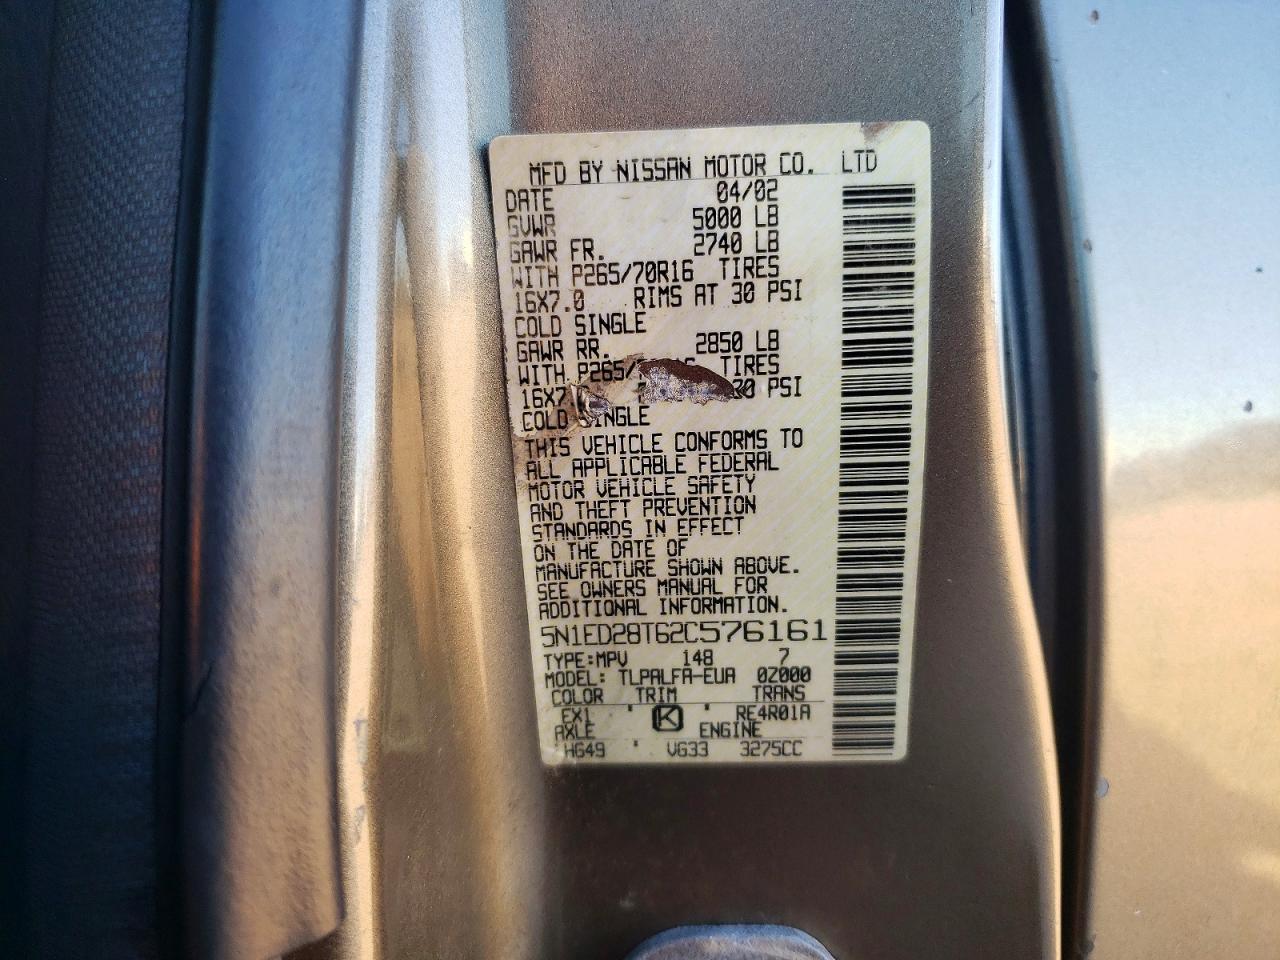 MFD BY NISSAN MOTOR CO. LTD
DATE 04/02
GVWR 5000 LB
GAWR FR. 2740 LB
WITH P265/70R16 TIRES
16X7.0 RIMS AT 30 PSI
COLD SINGLE
GAWR RR. 2850 LB
WITH P265/ TIRES
16X7. 30 PSI
COLD SINGLE
THIS VEHICLE CONFORMS TO
ALL APPLICABLE FEDERAL
MOTOR VEHICLE SAFETY
AND THEFT PREVENTION
STANDARDS IN EFFECT
ON THE DATE OF
MANUFACTURE SHOWN ABOVE.
SEE OWNERS MANUAL FOR
ADDITIONAL INFORMATION.
5N1ED28T62C576161
TYPE:MPV 148 7
MODEL: TLPALFA-EUA 0Z000
COLOR TRIM TRANS
EX1 K RE4R01A
AXLE ENGINE
HG49 VG33 3275CC